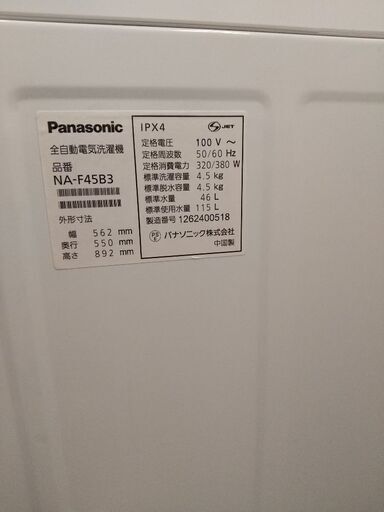 Panasonic
全自動電気洗濯機
品番
NA-F45B3
外形寸法
幅 562 mm
奥行 550 mm
高さ 892 mm
IPX4
S JET
定格電圧 100 V ～
定格周波数 50/60 Hz
定格消費電力 320/380 W
標準洗濯容量 4.5 kg
標準脱水容量 4.5 kg
標準水量 46 L
標準使用水量 115 L
製造番号 1262400518
PSE パナソニック株式会社
中国製